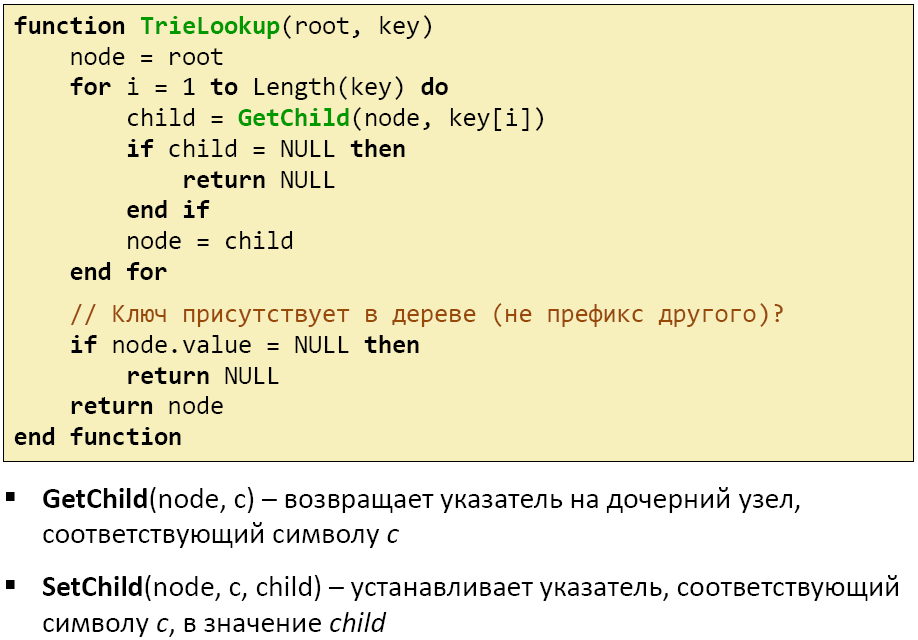 function TrieLookup(root, key)
    node = root
    for i = 1 to Length(key) do
        child = GetChild(node, key[i])
        if child = NULL then
            return NULL
        end if
        node = child
    end for
    // Ключ присутствует в дереве (не префикс другого)?
    if node.value = NULL then
        return NULL
    return node
end function
▪ GetChild(node, c) – возвращает указатель на дочерний узел,
соответствующий символу c
▪ SetChild(node, c, child) – устанавливает указатель, соответствующий
символу c, в значение child